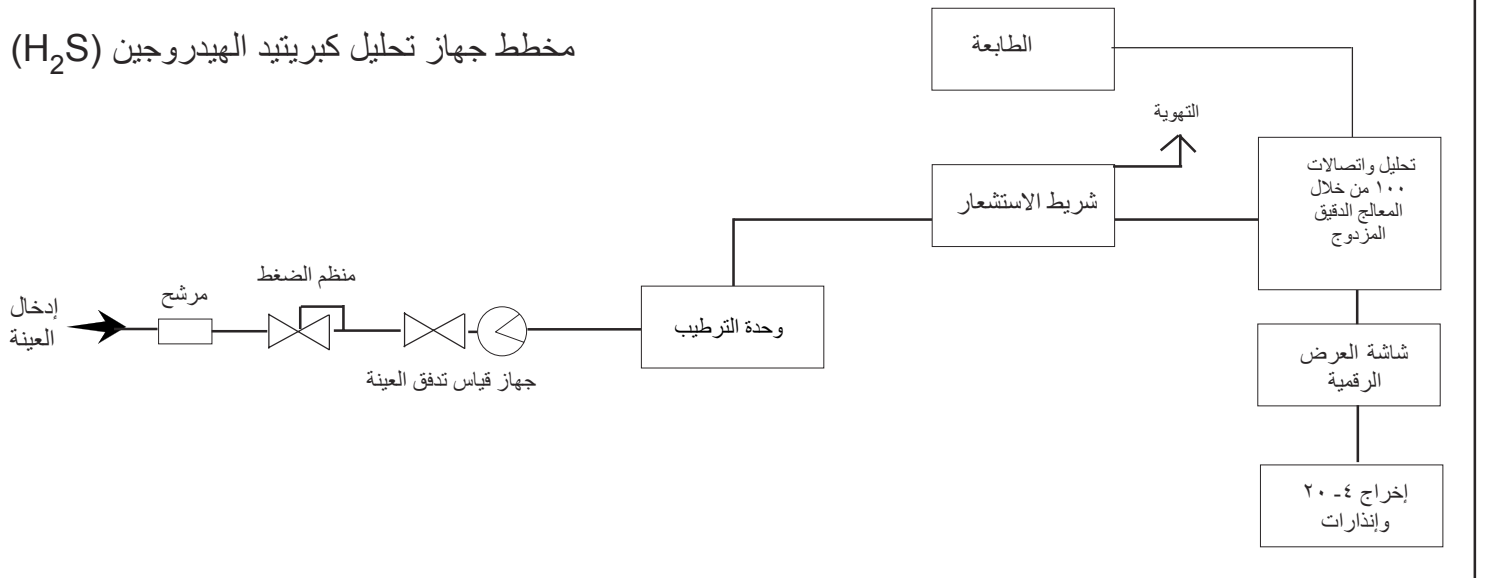 مخطط جهاز تحليل كبريتيد الهيدروجين (H₂S)
الطابعة
التهوية
تحليل واتصالات
١٠٠ من خلال
المعالج الدقيق
المزدوج
شريط الاستشعار
منظم الضغط
مرشح
إدخال
العينة
وحدة الترطيب
جهاز قياس تدفق العينة
شاشة العرض
الرقمية
إخراج ٤- ٢٠
وإنذارات